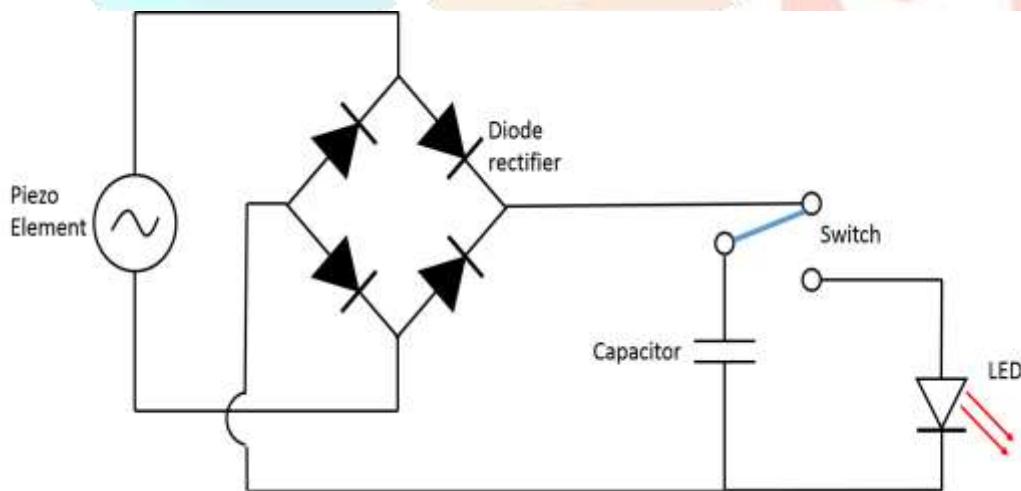 Diode
rectifier
Piezo
Element
Switch
Capacitor
LED